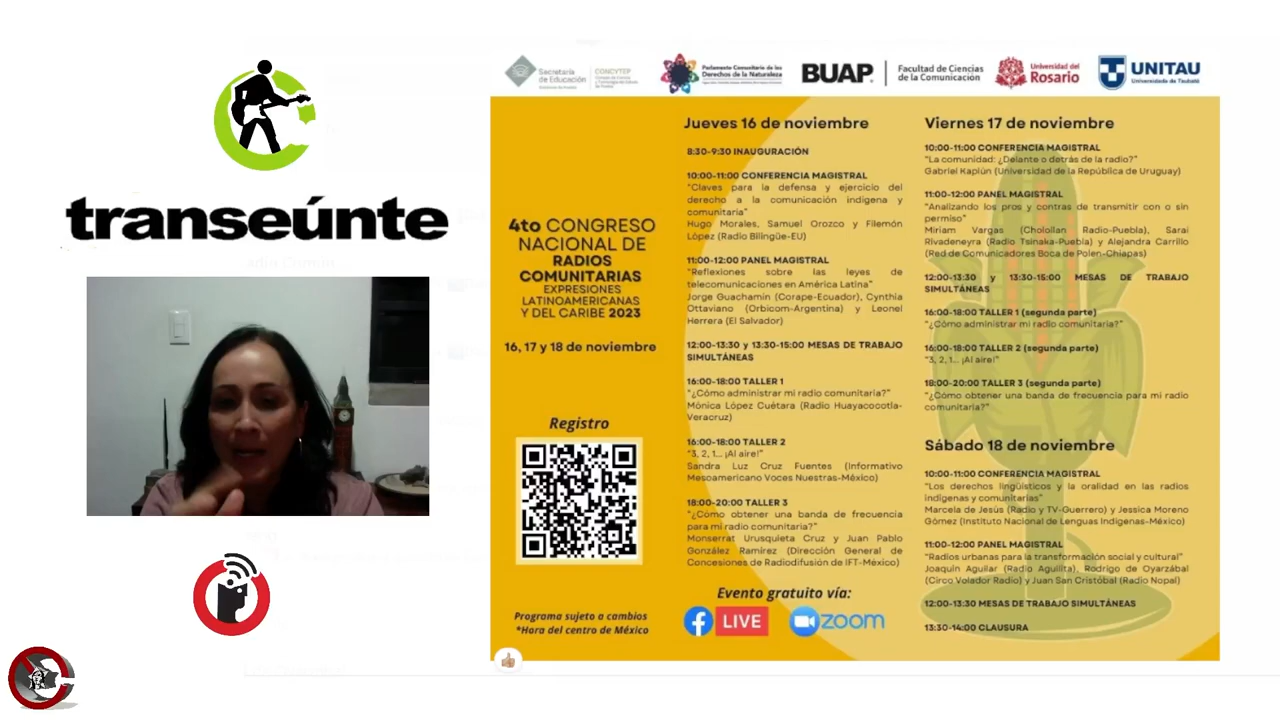 transeúnte
Secretaría
de Educación
CONCYTEP
Parlamento Comunitario de los
Derechos de la Naturaleza
BUAP
Facultad de Ciencias
de la Comunicación
Universidad del
Rosario
UNITAU
Universidade de Taubaté
4to CONGRESO
NACIONAL DE
RADIOS
COMUNITARIAS
EXPRESIONES
LATINOAMERICANAS
Y DEL CARIBE 2023
16, 17 y 18 de noviembre
Registro
Programa sujeto a cambios
*Hora del centro de México
Jueves 16 de noviembre
8:30-9:30 INAUGURACIÓN
10:00-11:00 CONFERENCIA MAGISTRAL
"Claves para la defensa y ejercicio del
derecho a la comunicación indígena y
comunitaria"
Hugo Morales, Samuel Orozco y Filemón
López (Radio Bilingüe-EU)
11:00-12:00 PANEL MAGISTRAL
"Reflexiones sobre las leyes de
telecomunicaciones en América Latina"
Jorge Guachamín (Corape-Ecuador), Cynthia
Ottaviano (Orbicom-Argentina) y Leonel
Herrera (El Salvador)
12:00-13:30 y 13:30-15:00 MESAS DE TRABAJO
SIMULTÁNEAS
16:00-18:00 TALLER 1
"¿Cómo administrar mi radio comunitaria?"
Mónica López Cuétara (Radio Huayacocotla-
Veracruz)
16:00-18:00 TALLER 2
"3, 2, 1... ¡Al aire!"
Sandra Luz Cruz Fuentes (Informativo
Mesoamericano Voces Nuestras-México)
18:00-20:00 TALLER 3
"¿Cómo obtener una banda de frecuencia
para mi radio comunitaria?"
Monserrat Urusquieta Cruz y Juan Pablo
González Ramírez (Dirección General de
Concesiones de Radiodifusión de IFT-México)
Evento gratuito vía:
LIVE
zoom
Viernes 17 de noviembre
10:00-11:00 CONFERENCIA MAGISTRAL
"La comunidad: ¿Delante o detrás de la radio?"
Gabriel Kaplún (Universidad de la República de Uruguay)
11:00-12:00 PANEL MAGISTRAL
"Analizando los pros y contras de transmitir con o sin
permiso"
Miriam Vargas (Cholollan Radio-Puebla), Sarai
Rivadeneyra (Radio Tsinaka-Puebla) y Alejandra Carrillo
(Red de Comunicadores Boca de Polen-Chiapas)
12:00-13:30 y 13:30-15:00 MESAS DE TRABAJO
SIMULTÁNEAS
16:00-18:00 TALLER 1 (segunda parte)
"¿Cómo administrar mi radio comunitaria?"
16:00-18:00 TALLER 2 (segunda parte)
"3, 2, 1... ¡Al aire!"
18:00-20:00 TALLER 3 (segunda parte)
"¿Cómo obtener una banda de frecuencia para mi radio
comunitaria?"
Sábado 18 de noviembre
10:00-11:00 CONFERENCIA MAGISTRAL
"Los derechos lingüísticos y la oralidad en las radios
indígenas y comunitarias"
Marcela de Jesús (Radio y TV-Guerrero) y Jessica Moreno
Gómez (Instituto Nacional de Lenguas Indígenas-México)
11:00-12:00 PANEL MAGISTRAL
"Radios urbanas para la transformación social y cultural"
Joaquín Aguilar (Radio Aguilita), Rodrigo de Oyarzábal
(Circo Volador Radio) y Juan San Cristóbal (Radio Nopal)
12:00-13:30 MESAS DE TRABAJO SIMULTÁNEAS
13:30-14:00 CLAUSURA